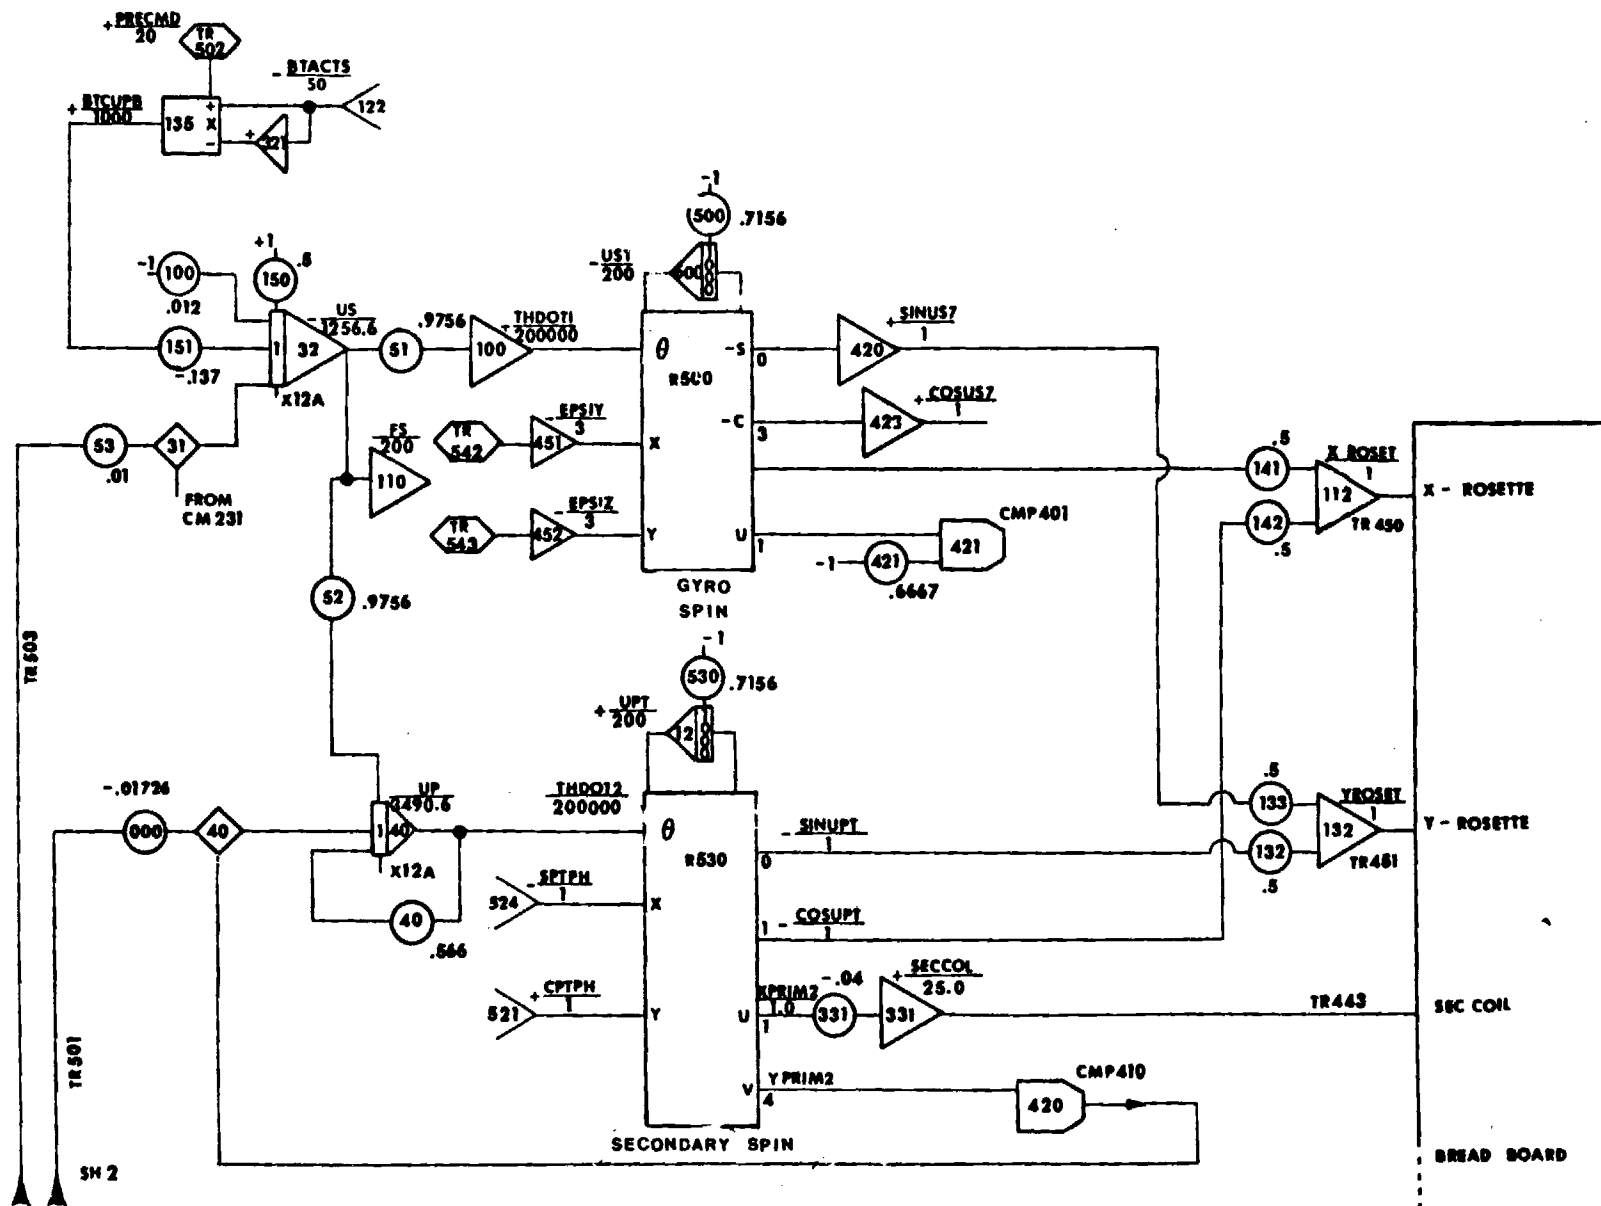 + PRECMD
20
TR
502
- BTACTS
50
+ BTCUPB
1000
135
+
X
-
122
+
321
-1
500
.7156
+1
150
.5
-1
100
.012
- US1
200
500
151
-.137
1
32
- US
1256.6
X12A
51
.9756
100
THDOT1
200000
θ
R500
-S
0
420
+ SINUS7
1
-C
3
423
+ COSUS7
1
53
.01
31
FROM
CM 231
FS
200
110
TR
542
451
- EPSIY
3
X
TR
543
452
- EPSIZ
3
Y
U
1
CMP401
421
-1
421
.6667
GYRO
SPIN
.5
141
142
.5
X ROSET
1
112
TR 450
X - ROSETTE
52
.9756
TR503
-1
530
.7156
+ UPT
200
12
-.01726
000
40
- UP
4490.6
1
40
X12A
40
.566
THDOT2
200000
θ
R530
- SINUPT
1
0
.5
133
132
.5
YROSET
1
132
TR451
Y - ROSETTE
524
- SPTPH
1
X
1
- COSUPT
1
521
+ CPTPH
1
Y
U
1
XPRIM2
1.0
-.04
331
331
+ SECCOL
25.0
TR443
SEC COIL
V
4
Y PRIM2
CMP410
420
SECONDARY SPIN
TR501
SH 2
BREAD BOARD